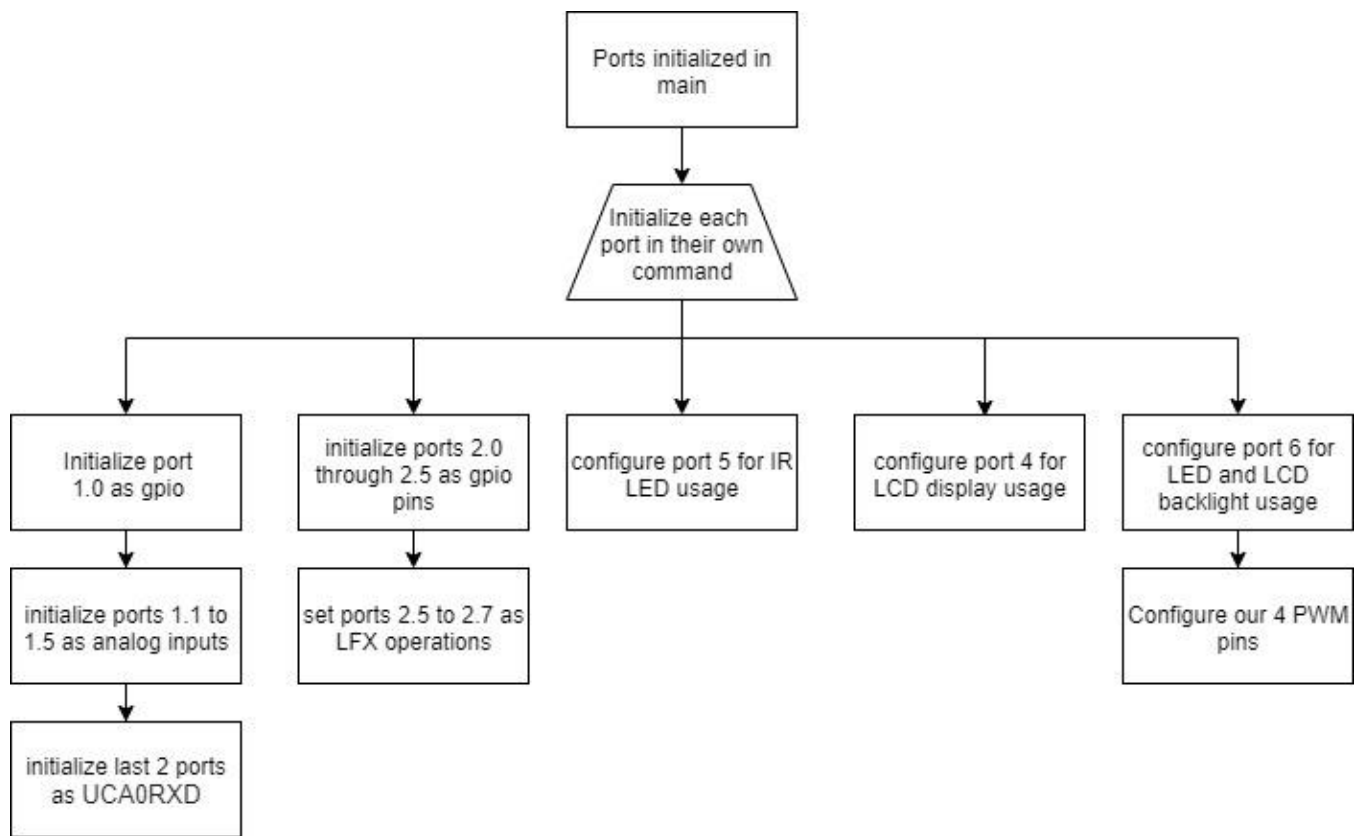 Ports initialized in
main
Initialize each
port in their own
command
Initialize port
1.0 as gpio
initialize ports 2.0
through 2.5 as gpio
pins
configure port 5 for IR
LED usage
configure port 4 for
LCD display usage
configure port 6 for
LED and LCD
backlight usage
initialize ports 1.1 to
1.5 as analog inputs
set ports 2.5 to 2.7 as
LFX operations
Configure our 4 PWM
pins
initialize last 2 ports
as UCA0RXD